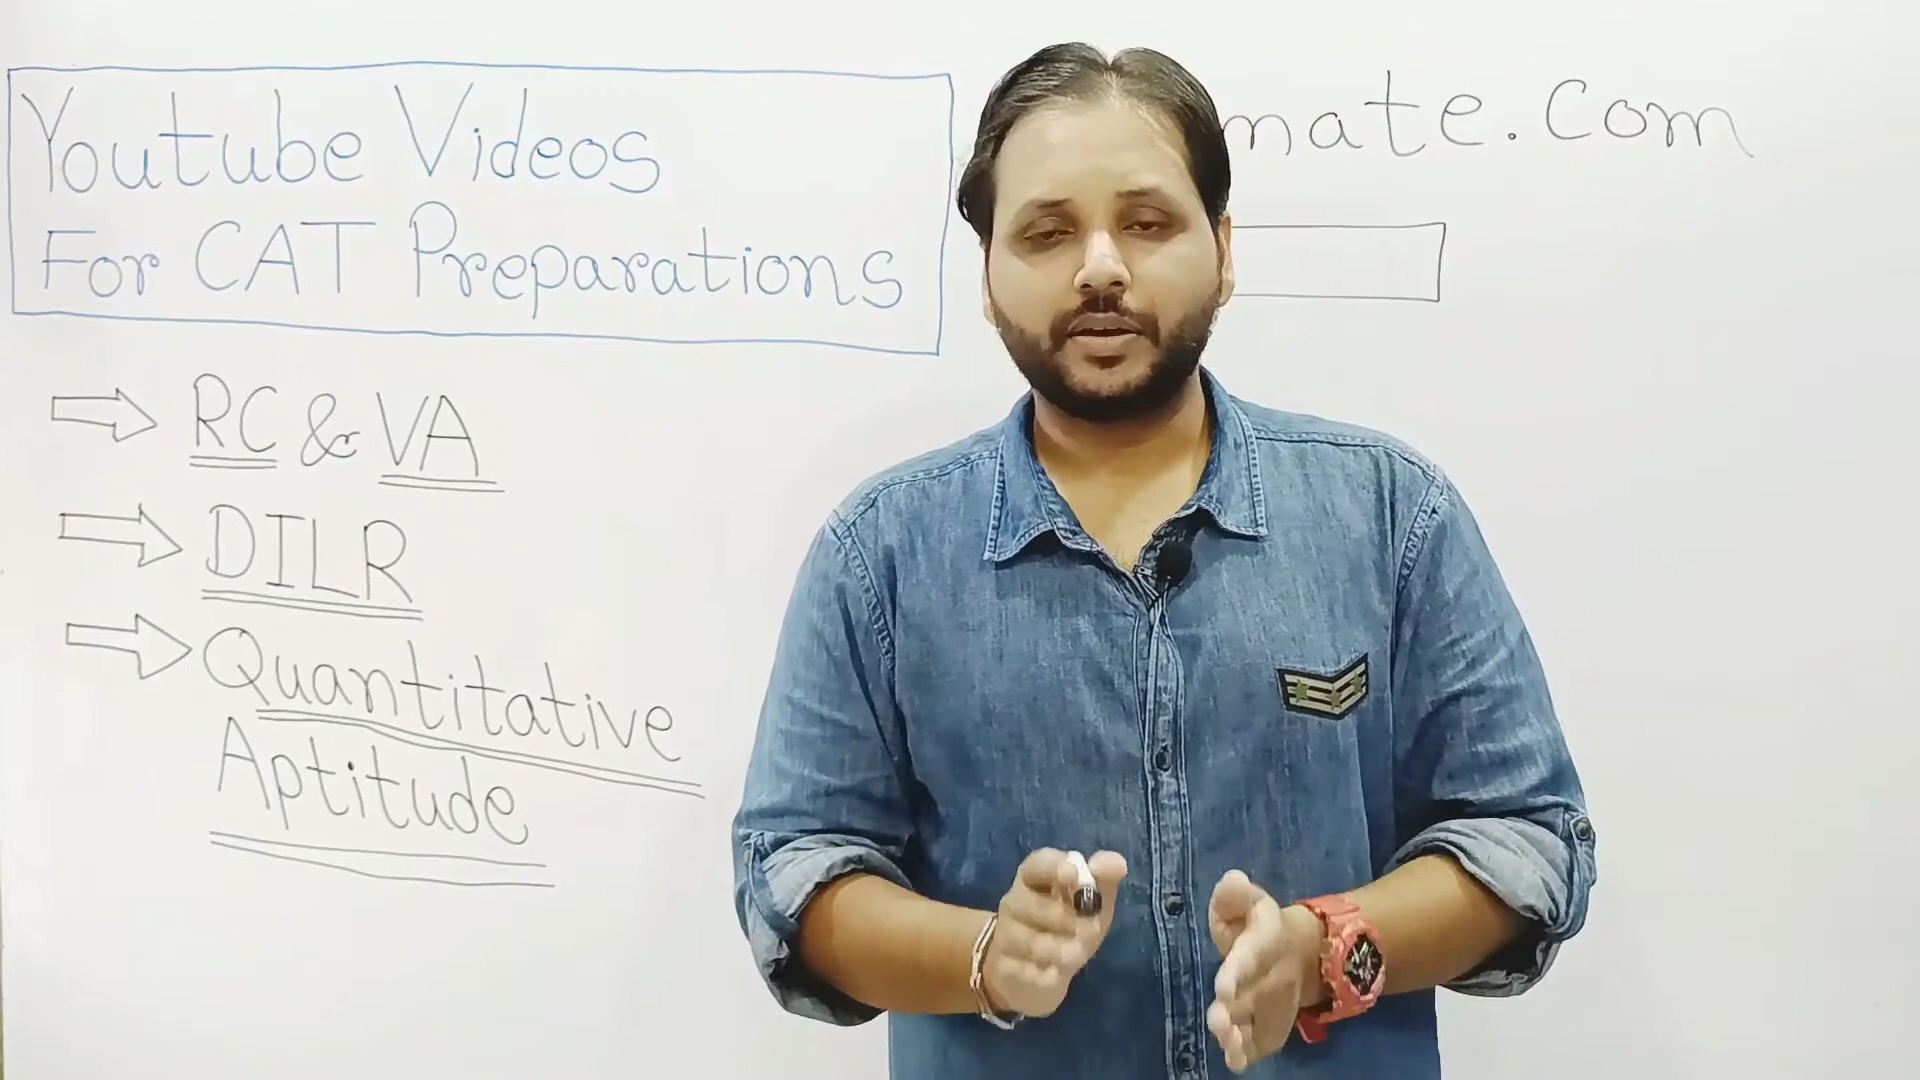 Youtube Videos
For CAT Preparations
RC & VA
DILR
Quantitative
Aptitude
mate.com